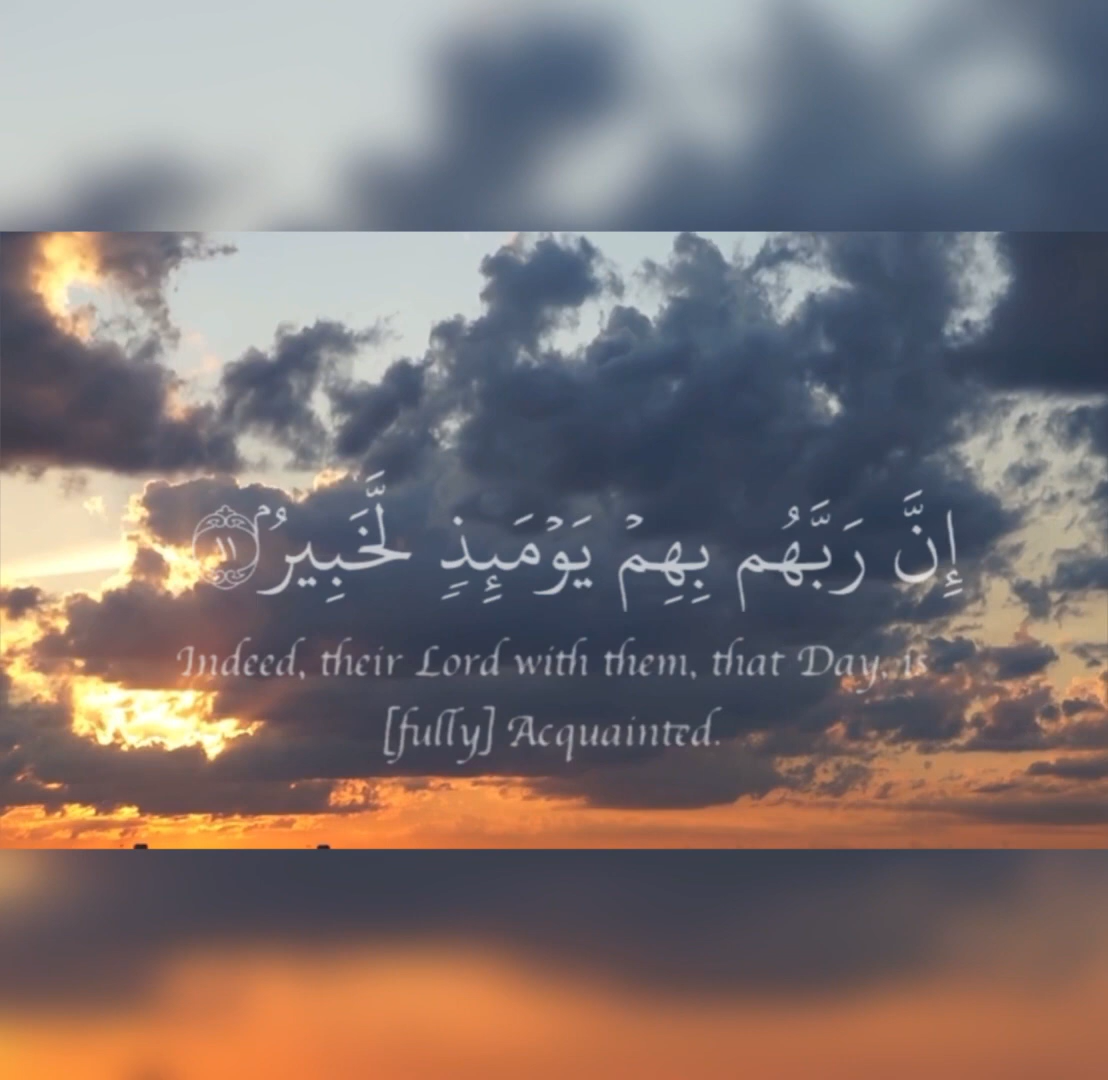 إِنَّ رَبَّهُم بِهِمْ يَوْمَئِذٍ لَّخَبِيرٌۢ ١١
Indeed, their Lord with them, that Day, is
[fully] Acquainted.